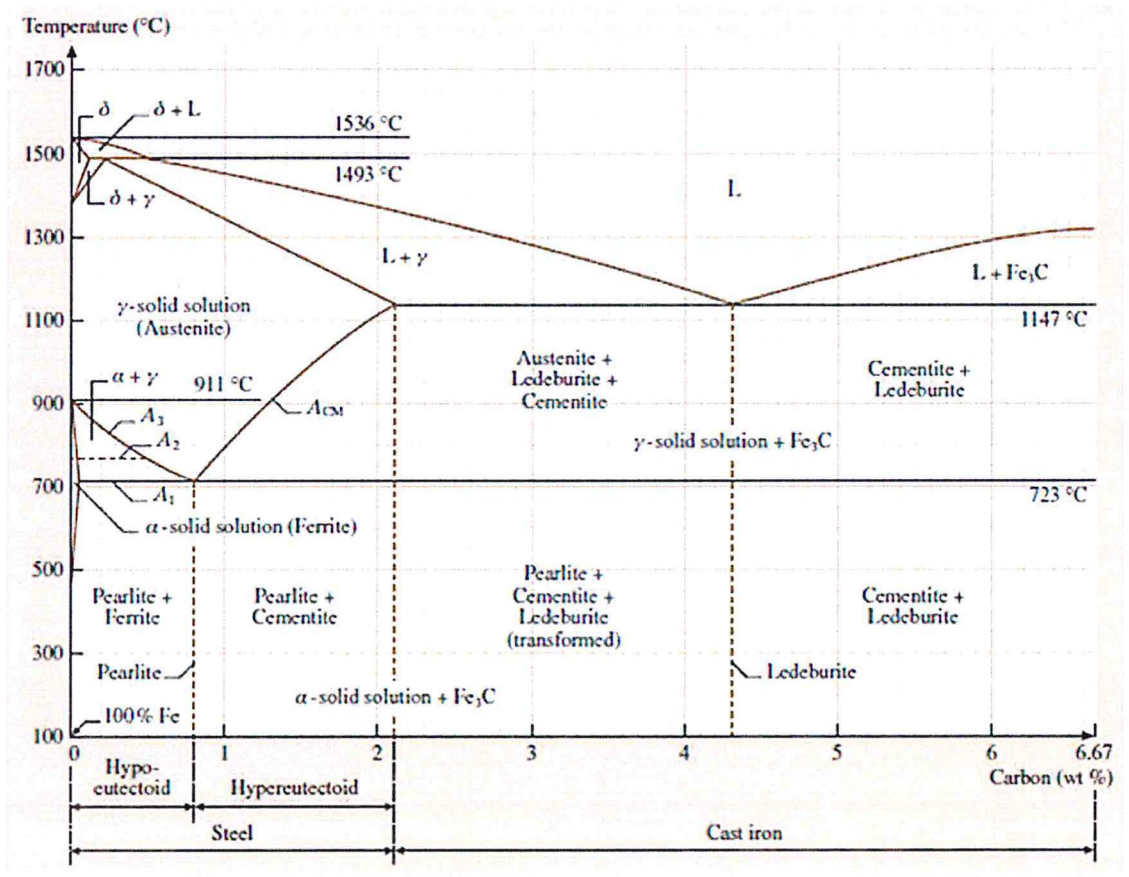 Temperature (°C)
1700
δ
δ + L
1536 °C
1500
1493 °C
δ + γ
L
1300
L + γ
L + Fe₃C
γ-solid solution
(Austenite)
1100
1147 °C
Austenite +
Ledeburite +
Cementite
Cementite +
Ledeburite
α + γ
911 °C
900
A₃
A_CM
A₂
γ-solid solution + Fe₃C
700
A₁
723 °C
α-solid solution (Ferrite)
500
Pearlite +
Ferrite
Pearlite +
Cementite
Pearlite +
Cementite +
Ledeburite
(transformed)
Cementite +
Ledeburite
300
Pearlite
Ledeburite
α-solid solution + Fe₃C
100% Fe
100
0 1 2 3 4 5 6 6.67
Carbon (wt %)
Hypo-
eutectoid
Hypereutectoid
Steel
Cast iron